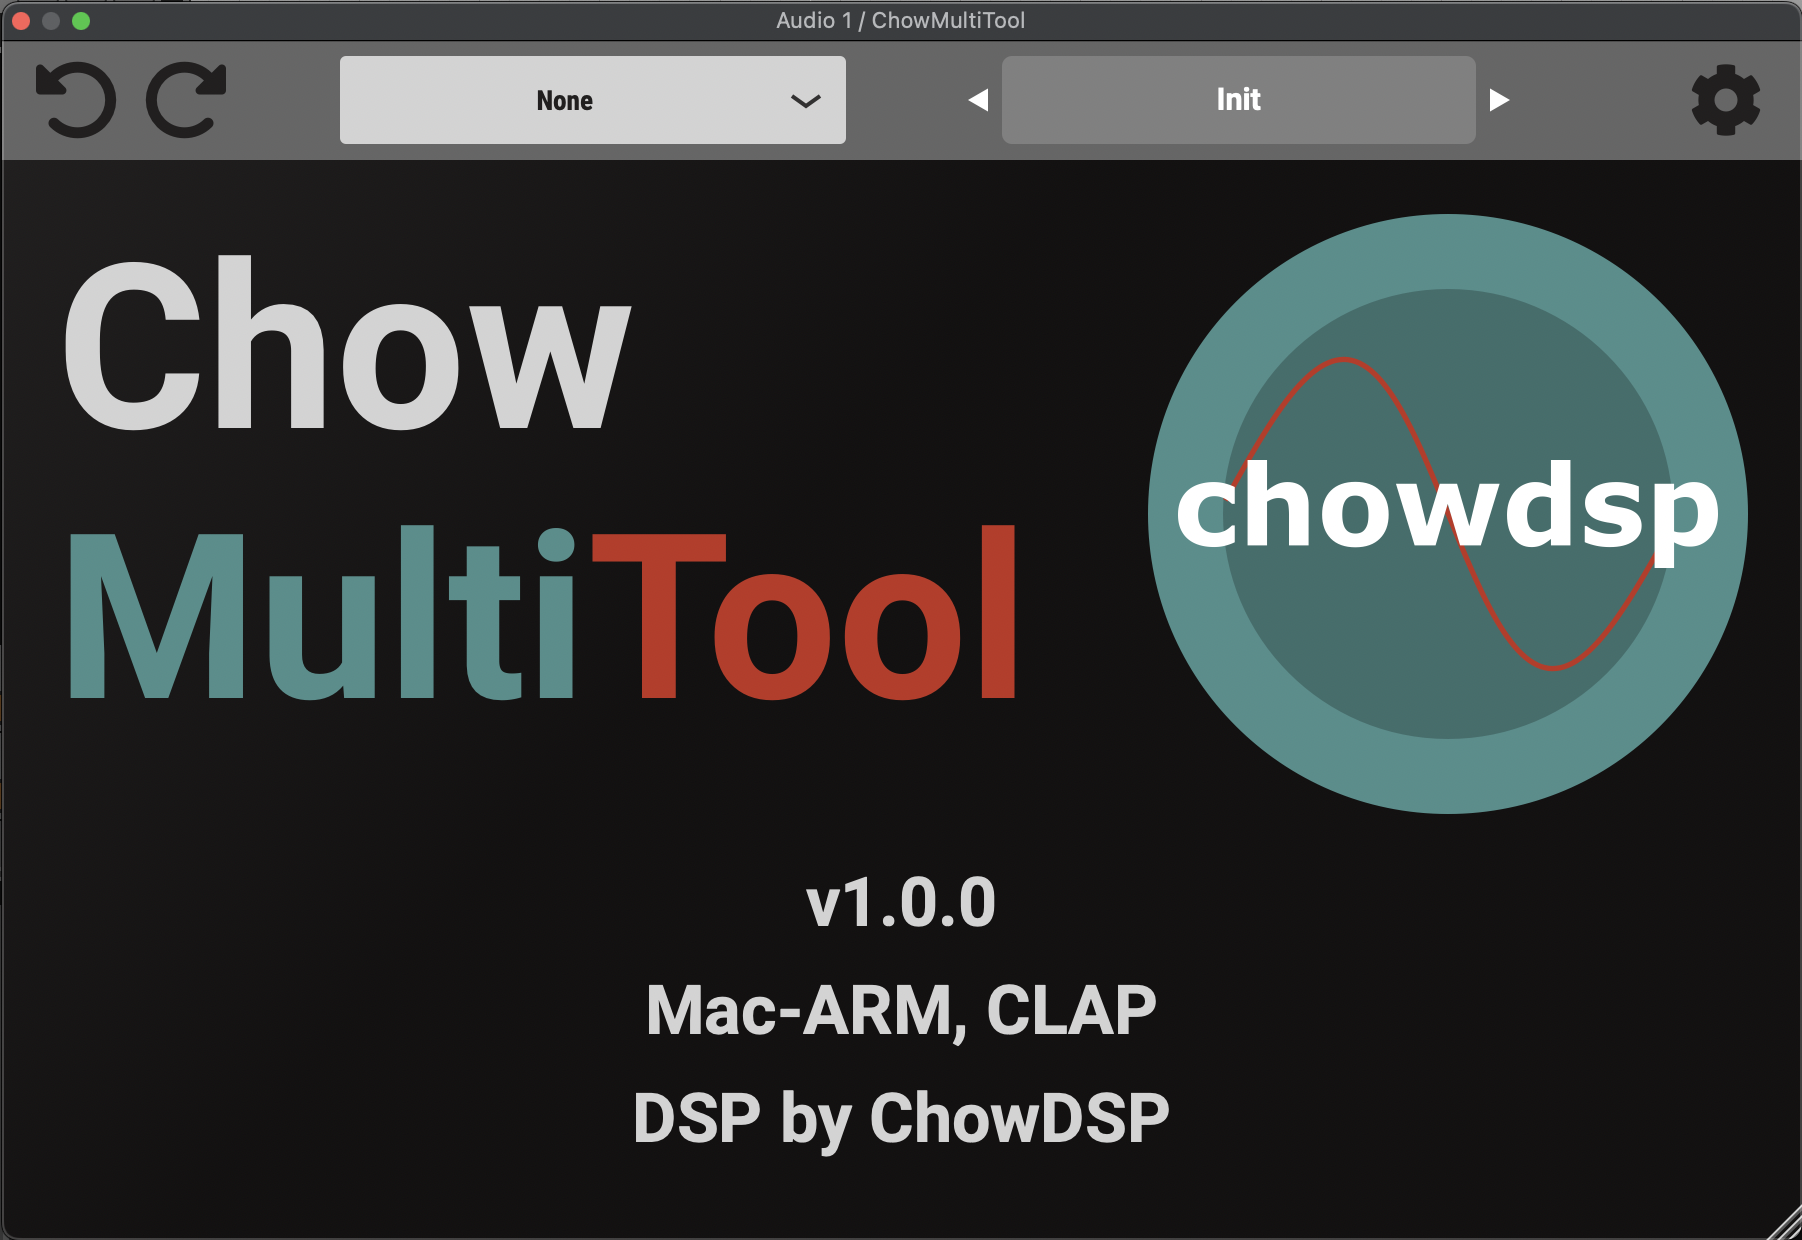 Audio 1 / ChowMultiTool
None
Init
Chow
MultiTool
chowdsp
v1.0.0
Mac-ARM, CLAP
DSP by ChowDSP